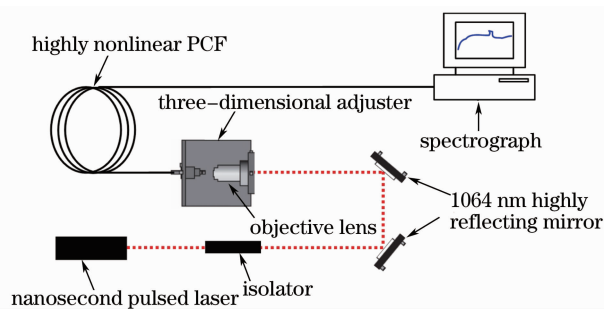 highly nonlinear PCF
three-dimensional adjuster
spectrograph
1064 nm highly
reflecting mirror
objective lens
isolator
nanosecond pulsed laser